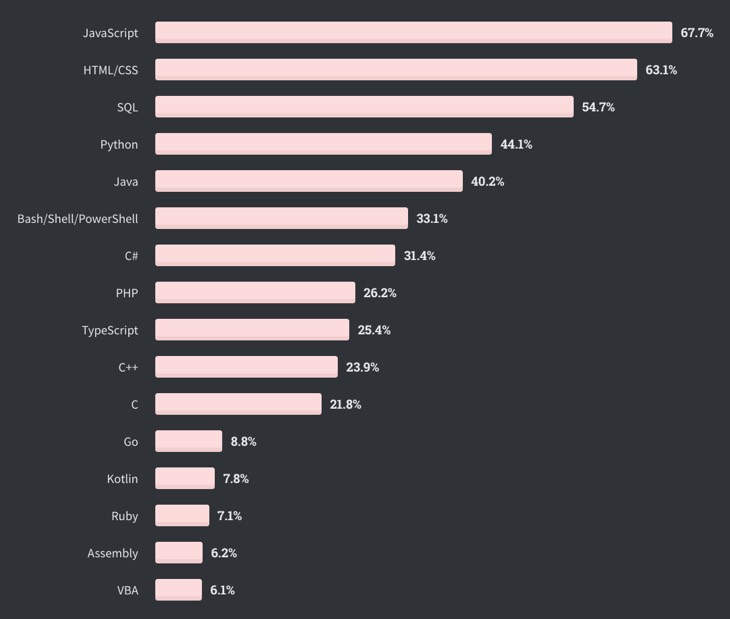 JavaScript 67.7%
HTML/CSS 63.1%
SQL 54.7%
Python 44.1%
Java 40.2%
Bash/Shell/PowerShell 33.1%
C# 31.4%
PHP 26.2%
TypeScript 25.4%
C++ 23.9%
C 21.8%
Go 8.8%
Kotlin 7.8%
Ruby 7.1%
Assembly 6.2%
VBA 6.1%